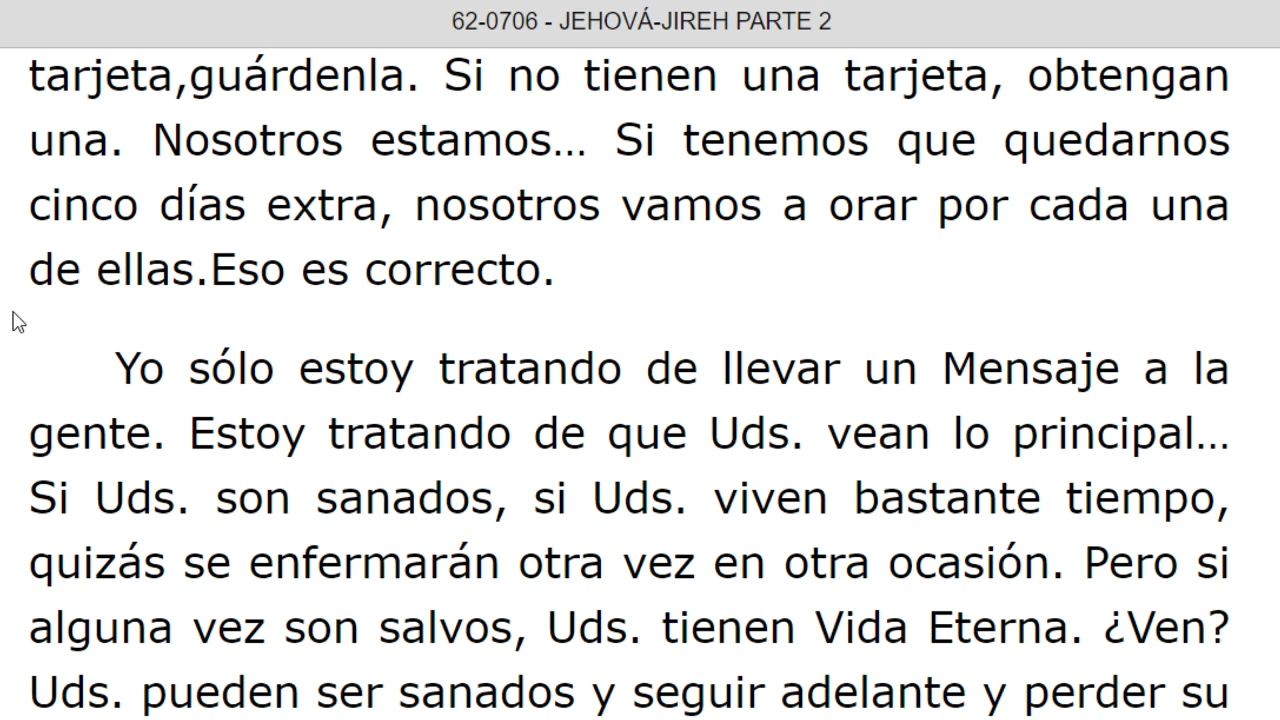 62-0706 - JEHOVÁ-JIREH PARTE 2
tarjeta,guárdenla. Si no tienen una tarjeta, obtengan
una. Nosotros estamos... Si tenemos que quedarnos
cinco días extra, nosotros vamos a orar por cada una
de ellas.Eso es correcto.
Yo sólo estoy tratando de llevar un Mensaje a la
gente. Estoy tratando de que Uds. vean lo principal...
Si Uds. son sanados, si Uds. viven bastante tiempo,
quizás se enfermarán otra vez en otra ocasión. Pero si
alguna vez son salvos, Uds. tienen Vida Eterna. ¿Ven?
Uds. pueden ser sanados y seguir adelante y perder su